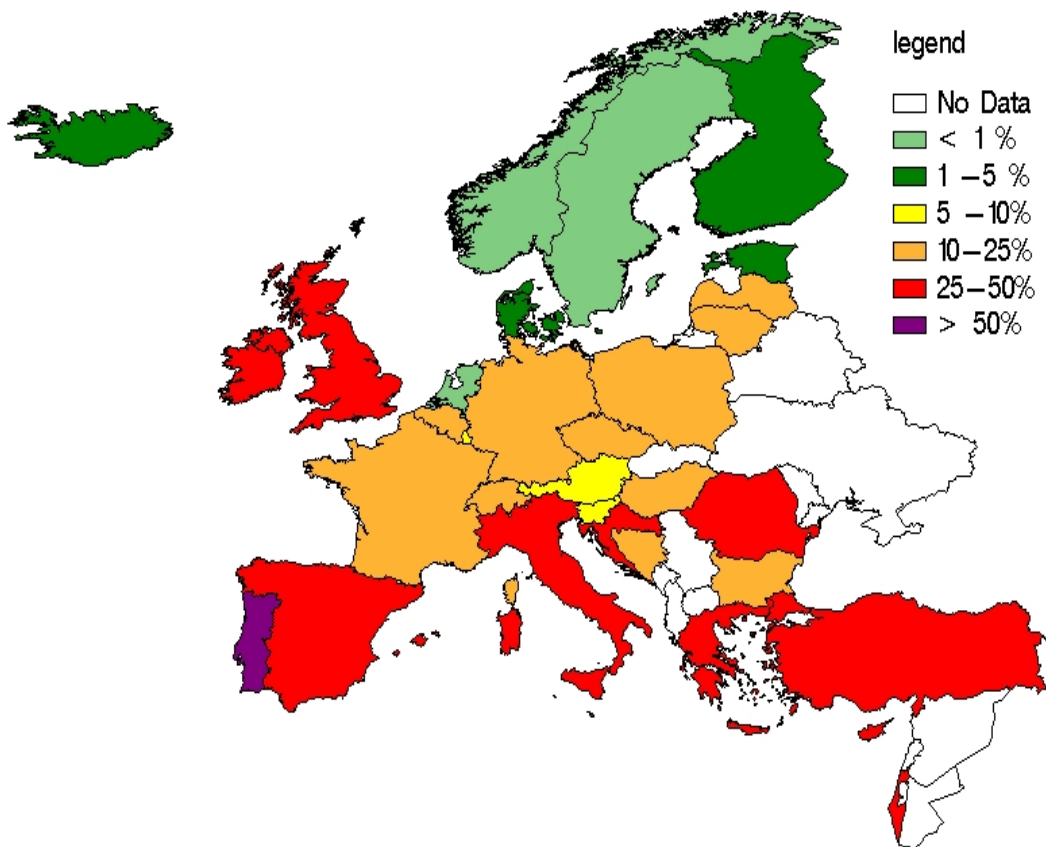 legend
No Data
< 1 %
1 –5 %
5 –10%
10–25%
25–50%
> 50%